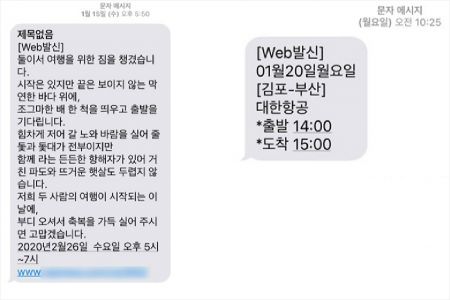 문자 메시지
1월 15일 (수) 오후 5:50
제목없음
[Web발신]
둘이서 여행을 위한 짐을 챙겼습니
다.
시작은 있지만 끝은 보이지 않는 막
연한 바다 위에,
조그마한 배 한 척을 띄우고 출발을
기다립니다.
힘차게 저어 갈 노와 바람을 실어 줄
돛과 돛대가 전부이지만
함께 라는 든든한 항해자가 있어 거
친 파도와 뜨거운 햇살도 두렵지 않
습니다.
저희 두 사람의 여행이 시작되는 이
날에,
부디 오셔서 축복을 가득 실어 주시
면 고맙겠습니다.
2020년2월26일 수요일 오후 5시
~7시
www
문자 메시지
(월요일) 오전 10:25
[Web발신]
01월20일월요일
[김포-부산]
대한항공
*출발 14:00
*도착 15:00